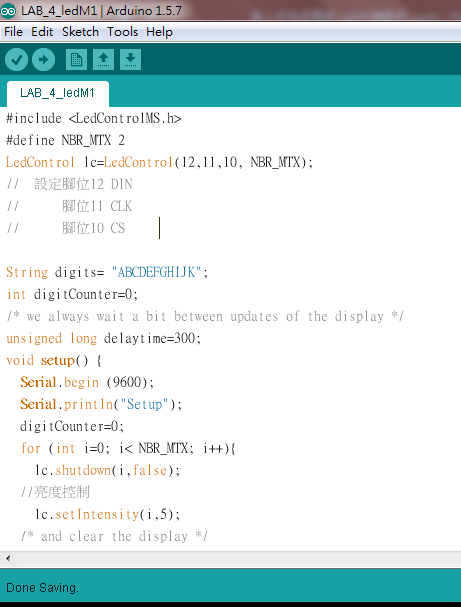 LAB_4_ledM1 | Arduino 1.5.7
File Edit Sketch Tools Help
LAB_4_ledM1
#include <LedControlMS.h>
#define NBR_MTX 2
LedControl lc=LedControl(12,11,10, NBR_MTX);
// 設定腳位12 DIN
// 腳位11 CLK
// 腳位10 CS
String digits= "ABCDEFGHIJK";
int digitCounter=0;
/* we always wait a bit between updates of the display */
unsigned long delaytime=300;
void setup() {
Serial.begin (9600);
Serial.println("Setup");
digitCounter=0;
for (int i=0; i< NBR_MTX; i++){
lc.shutdown(i,false);
//亮度控制
lc.setIntensity(i,5);
/* and clear the display */
Done Saving.